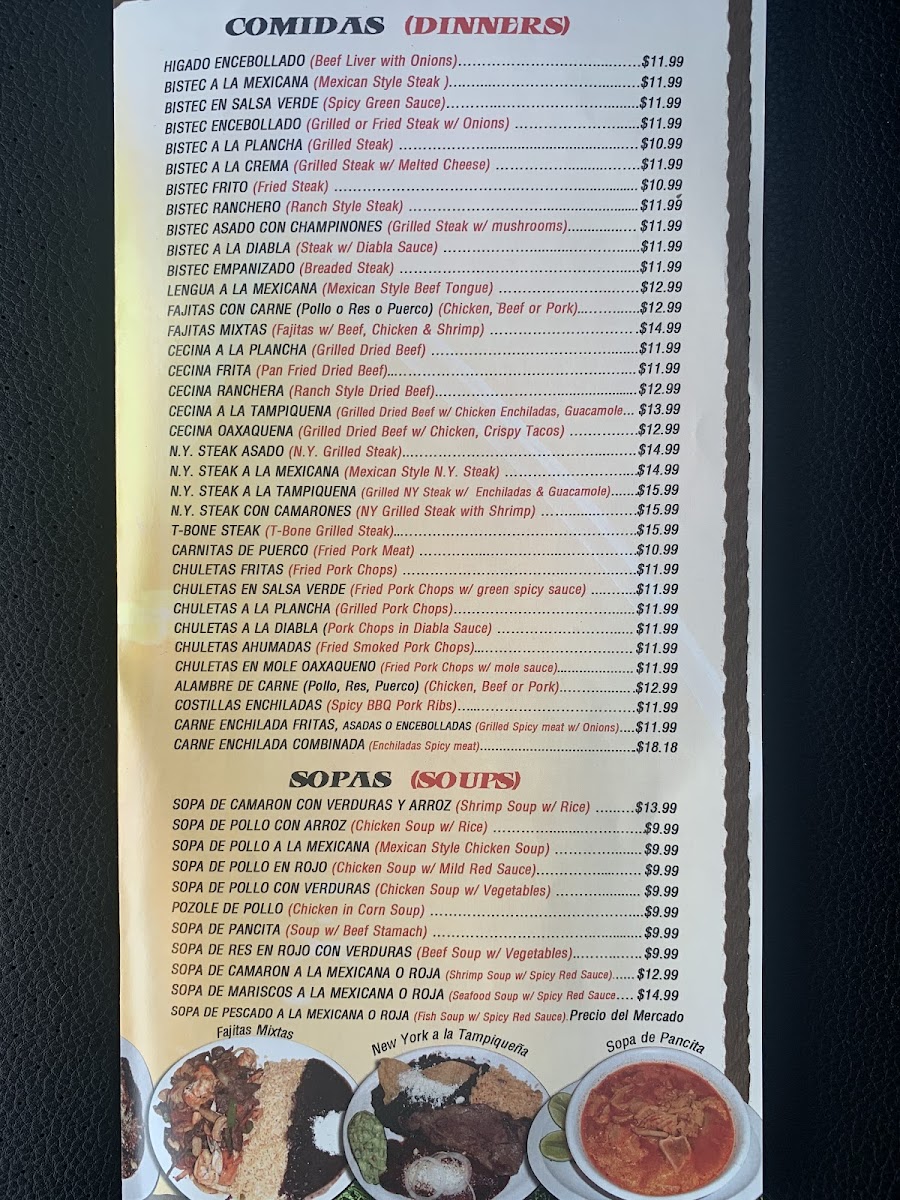 COMIDAS (DINNERS)
HIGADO ENCEBOLLADO (Beef Liver with Onions)..........$11.99
BISTEC A LA MEXICANA (Mexican Style Steak )..........$11.99
BISTEC EN SALSA VERDE (Spicy Green Sauce)..........$11.99
BISTEC ENCEBOLLADO (Grilled or Fried Steak w/ Onions) ..........$11.99
BISTEC A LA PLANCHA (Grilled Steak) ..........$10.99
BISTEC A LA CREMA (Grilled Steak w/ Melted Cheese) ..........$11.99
BISTEC FRITO (Fried Steak) ..........$10.99
BISTEC RANCHERO (Ranch Style Steak) ..........$11.99
BISTEC ASADO CON CHAMPINONES (Grilled Steak w/ mushrooms)..........$11.99
BISTEC A LA DIABLA (Steak w/ Diabla Sauce) ..........$11.99
BISTEC EMPANIZADO (Breaded Steak) ..........$11.99
LENGUA A LA MEXICANA (Mexican Style Beef Tongue) ..........$12.99
FAJITAS CON CARNE (Pollo o Res o Puerco) (Chicken, Beef or Pork)..........$12.99
FAJITAS MIXTAS (Fajitas w/ Beef, Chicken & Shrimp) ..........$14.99
CECINA A LA PLANCHA (Grilled Dried Beef) ..........$11.99
CECINA FRITA (Pan Fried Dried Beef)..........$11.99
CECINA RANCHERA (Ranch Style Dried Beef)..........$12.99
CECINA A LA TAMPIQUENA (Grilled Dried Beef w/ Chicken Enchiladas, Guacamole... $13.99
CECINA OAXAQUENA (Grilled Dried Beef w/ Chicken, Crispy Tacos) ..........$12.99
N.Y. STEAK ASADO (N.Y. Grilled Steak)..........$14.99
N.Y. STEAK A LA MEXICANA (Mexican Style N.Y. Steak) ..........$14.99
N.Y. STEAK A LA TAMPIQUENA (Grilled NY Steak w/ Enchiladas & Guacamole).......$15.99
N.Y. STEAK CON CAMARONES (NY Grilled Steak with Shrimp) ..........$15.99
T-BONE STEAK (T-Bone Grilled Steak)..........$15.99
CARNITAS DE PUERCO (Fried Pork Meat) ..........$10.99
CHULETAS FRITAS (Fried Pork Chops) ..........$11.99
CHULETAS EN SALSA VERDE (Fried Pork Chops w/ green spicy sauce) ..........$11.99
CHULETAS A LA PLANCHA (Grilled Pork Chops)..........$11.99
CHULETAS A LA DIABLA (Pork Chops in Diabla Sauce) .......... $11.99
CHULETAS AHUMADAS (Fried Smoked Pork Chops).......... $11.99
CHULETAS EN MOLE OAXAQUENO (Fried Pork Chops w/ mole sauce).......... $11.99
ALAMBRE DE CARNE (Pollo, Res, Puerco) (Chicken, Beef or Pork)..........$12.99
COSTILLAS ENCHILADAS (Spicy BBQ Pork Ribs)..........$11.99
CARNE ENCHILADA FRITAS, ASADAS O ENCEBOLLADAS (Grilled Spicy meat w/ Onions)....$11.99
CARNE ENCHILADA COMBINADA (Enchiladas Spicy meat)..........$18.18
SOPAS (SOUPS)
SOPA DE CAMARON CON VERDURAS Y ARROZ (Shrimp Soup w/ Rice) .........$13.99
SOPA DE POLLO CON ARROZ (Chicken Soup w/ Rice) ..........$9.99
SOPA DE POLLO A LA MEXICANA (Mexican Style Chicken Soup) .......... $9.99
SOPA DE POLLO EN ROJO (Chicken Soup w/ Mild Red Sauce).......... $9.99
SOPA DE POLLO CON VERDURAS (Chicken Soup w/ Vegetables) .......... $9.99
POZOLE DE POLLO (Chicken in Corn Soup) ..........$9.99
SOPA DE PANCITA (Soup w/ Beef Stamach) ..........$9.99
SOPA DE RES EN ROJO CON VERDURAS (Beef Soup w/ Vegetables)..........$9.99
SOPA DE CAMARON A LA MEXICANA O ROJA (Shrimp Soup w/ Spicy Red Sauce)...... $12.99
SOPA DE MARISCOS A LA MEXICANA O ROJA (Seafood Soup w/ Spicy Red Sauce.... $14.99
SOPA DE PESCADO A LA MEXICANA O ROJA (Fish Soup w/ Spicy Red Sauce).Precio del Mercado
Fajitas Mixtas
New York a la Tampiqueña
Sopa de Pancita